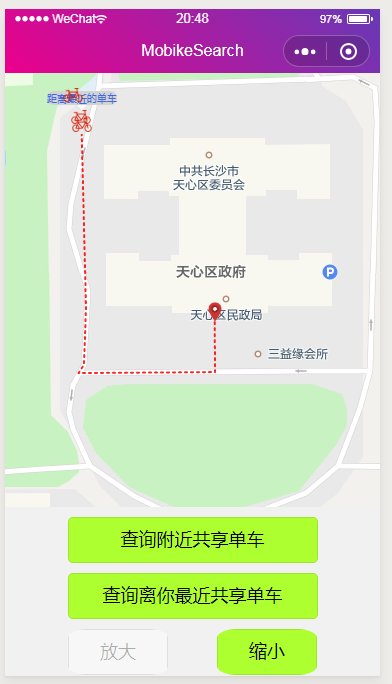 WeChat 20:48 97%
MobikeSearch
距离最近的单车
中共长沙市
天心区委员会
天心区政府
P
天心区民政局
三益缘会所
查询附近共享单车
查询离你最近共享单车
放大 缩小